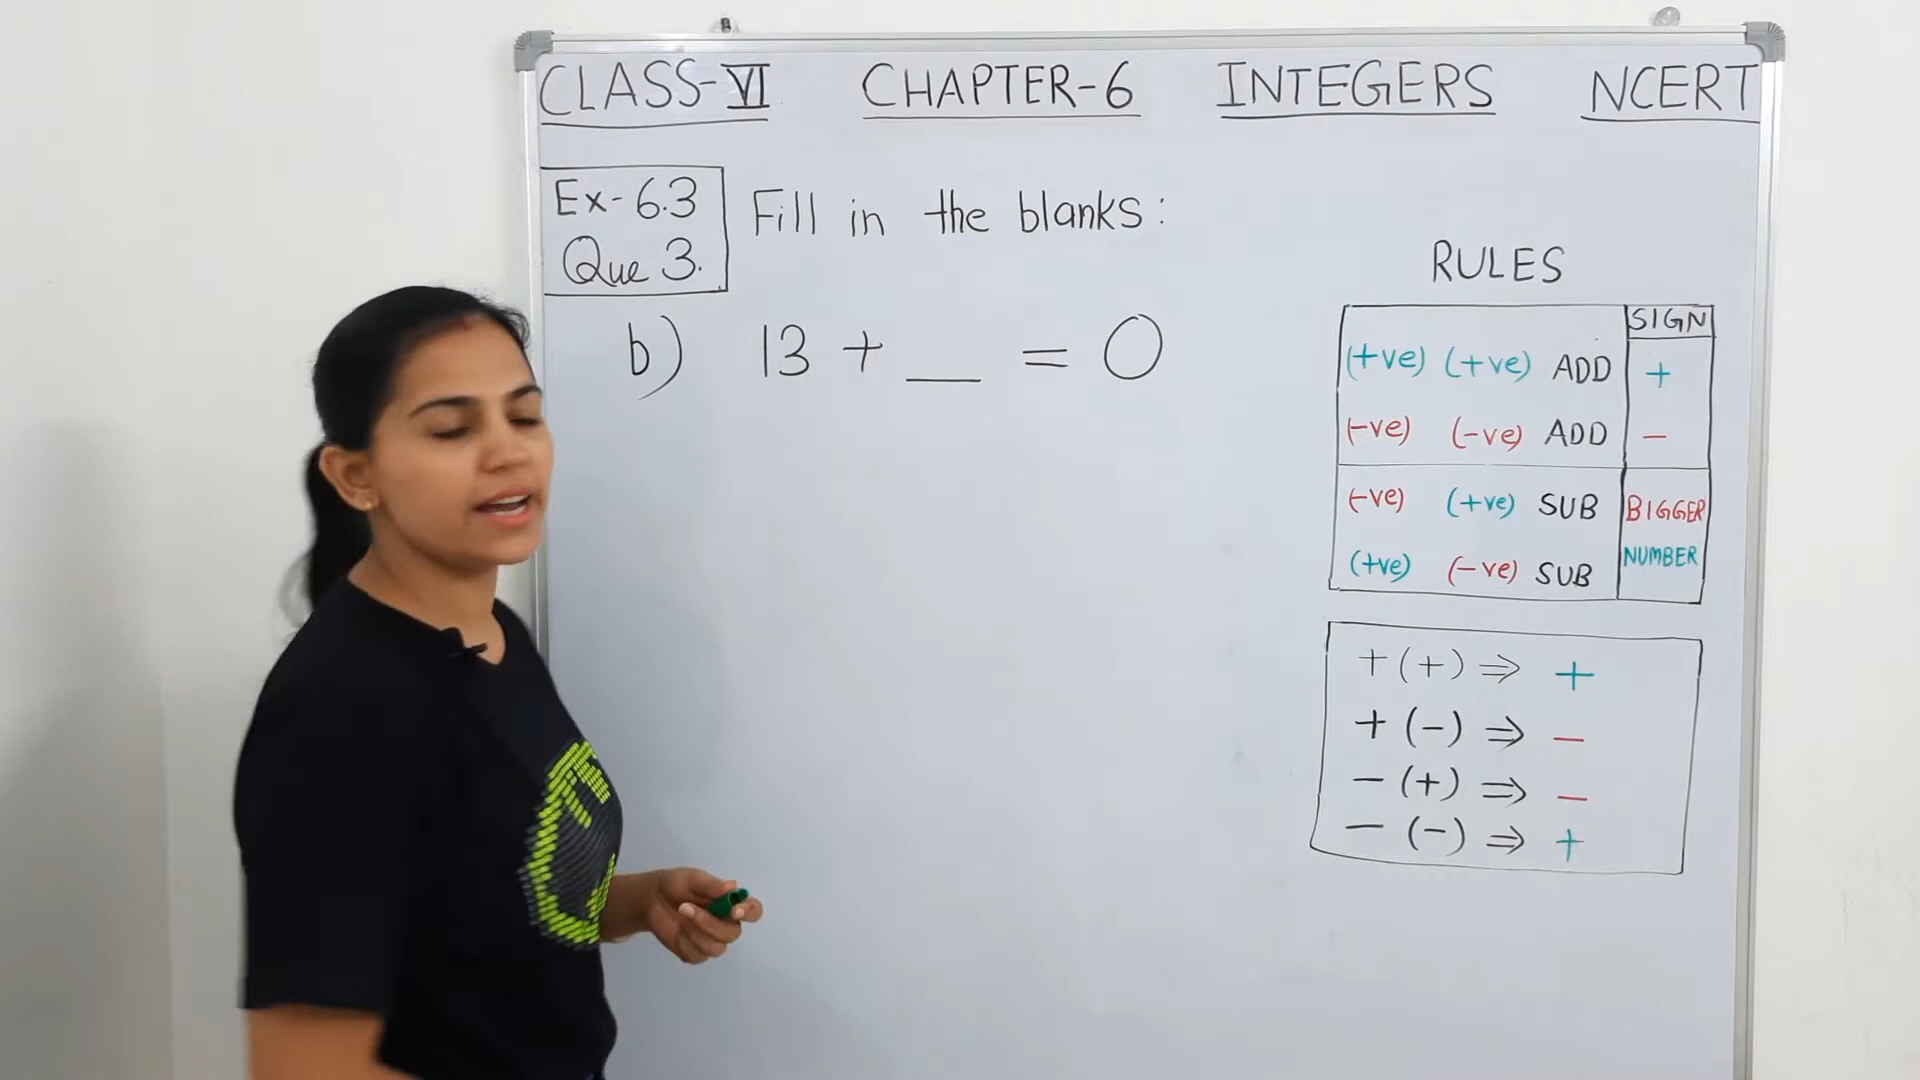 CLASS-VI CHAPTER-6 INTEGERS NCERT
Ex-6.3
Que 3.
Fill in the blanks:
b) 13 + __ = 0
RULES
SIGN
(+ve) (+ve) ADD +
(-ve) (-ve) ADD −
(-ve) (+ve) SUB BIGGER
(+ve) (-ve) SUB NUMBER
+ (+) ⇒ +
+ (-) ⇒ −
− (+) ⇒ −
− (-) ⇒ +